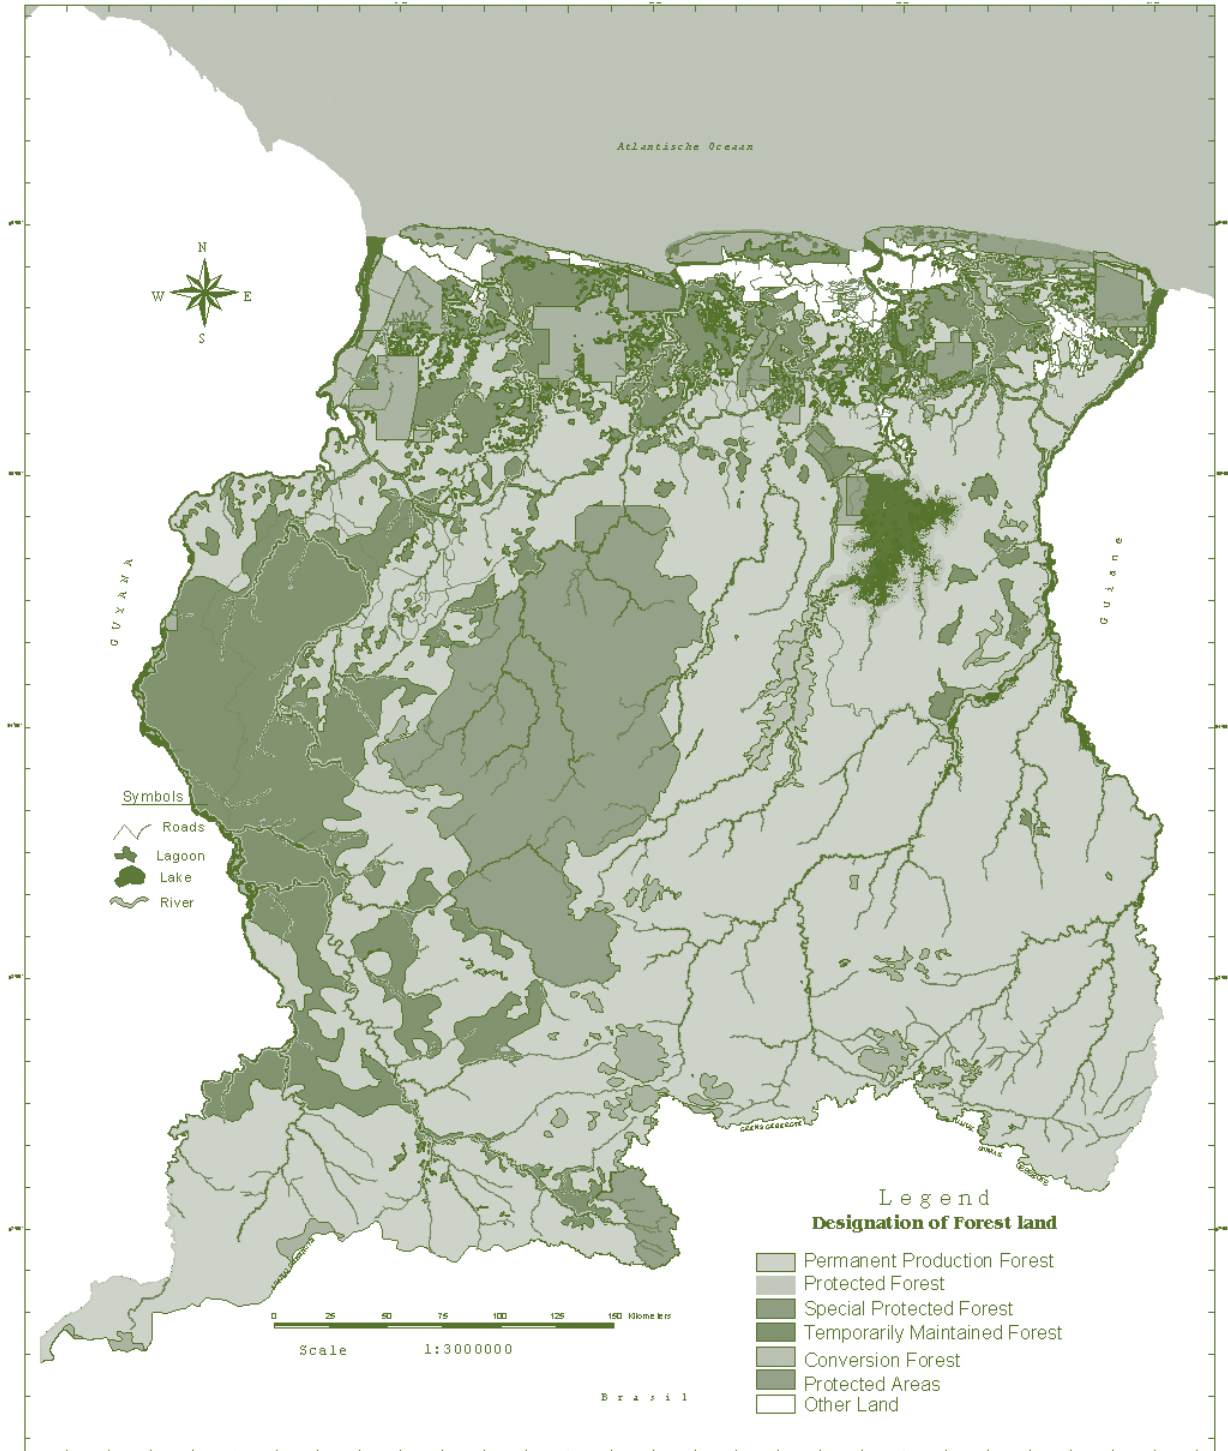 Atlantische Oceaan
N
W E
S
GUYANA
Guiane
Symbols
Roads
Lagoon
Lake
River
GRENSGEBERGTE
Legend
Designation of Forest land
Permanent Production Forest
Protected Forest
Special Protected Forest
Temporarily Maintained Forest
Conversion Forest
Protected Areas
Other Land
0 25 50 75 100 125 150 Kilometers
Scale 1:3000000
Brasil